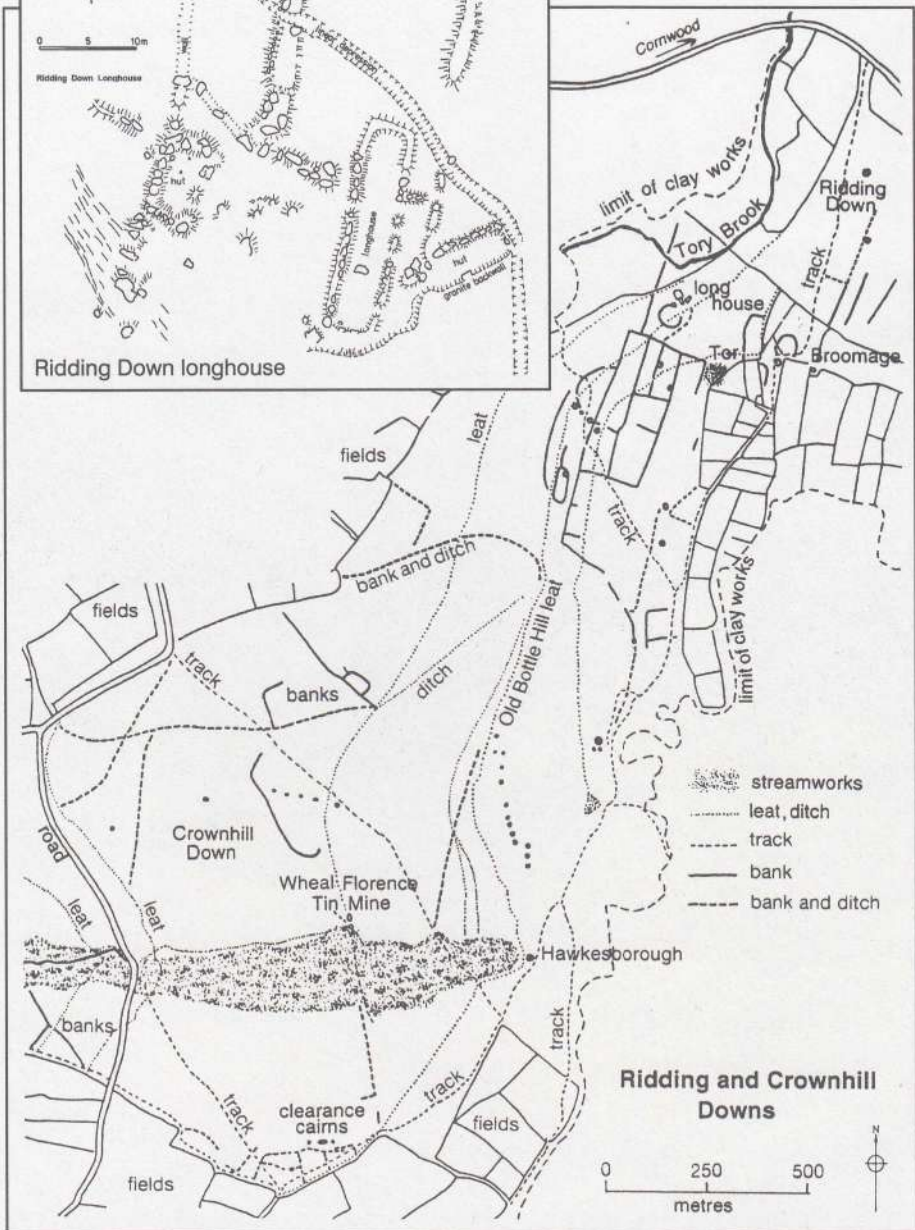 0 5 10m
Ridding Down Longhouse
hut
longhouse
hut
granite backwall
Ridding Down longhouse
Cornwood
limit of clay works
Tory Brook
Ridding
Down
track
long
house
Tor
Broomage
leat
fields
track
bank and ditch
limit of clay works
fields
track
banks
ditch
Old Bottle Hill leat
road
Crownhill
Down
Wheal Florence
Tin Mine
leat
leat
streamworks
leat, ditch
track
bank
bank and ditch
Hawkesborough
banks
track
track
track
clearance
cairns
fields
fields
Ridding and Crownhill
Downs
N
0 250 500
metres